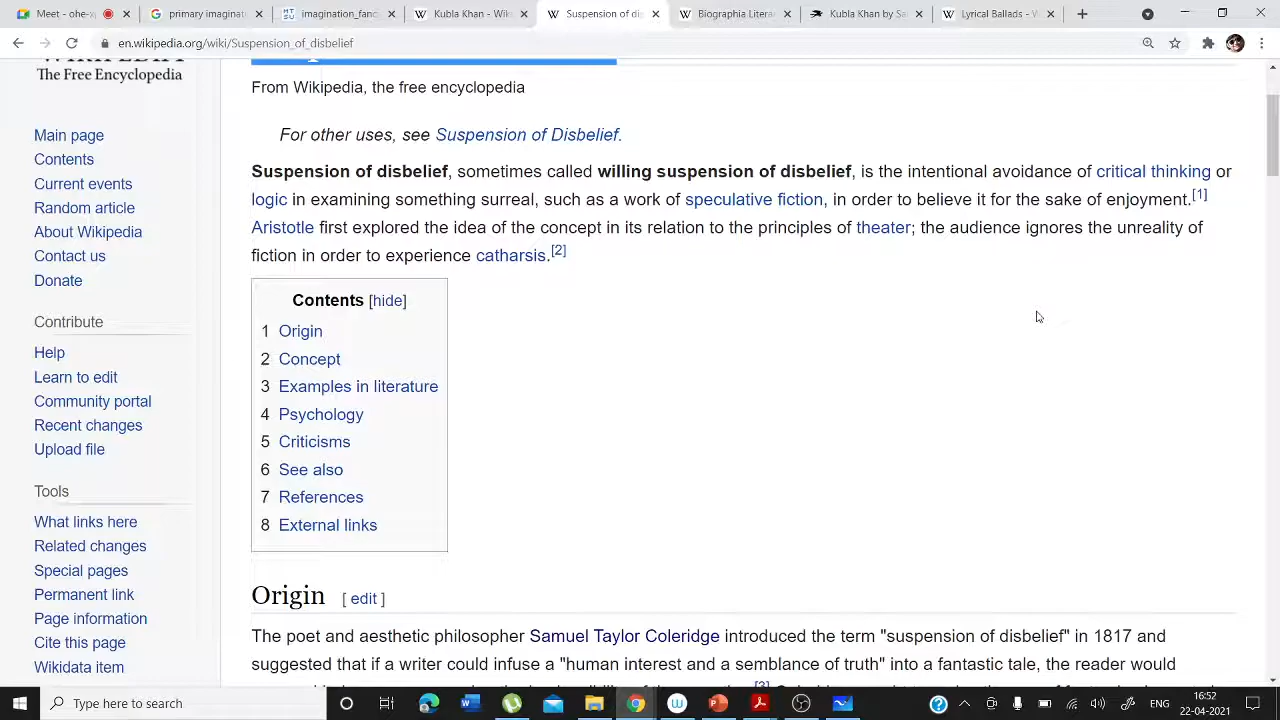 Meet - ohe-
primary imaginat
imagination_fanc
Kubla Khan - Wiki
Suspension of dis
Biographia Literar
Kubla Khan by Sa
Lyrical Ballads - W
en.wikipedia.org/wiki/Suspension_of_disbelief
The Free Encyclopedia
Main page
Contents
Current events
Random article
About Wikipedia
Contact us
Donate
Contribute
Help
Learn to edit
Community portal
Recent changes
Upload file
Tools
What links here
Related changes
Special pages
Permanent link
Page information
Cite this page
Wikidata item
From Wikipedia, the free encyclopedia
For other uses, see Suspension of Disbelief.
Suspension of disbelief, sometimes called willing suspension of disbelief, is the intentional avoidance of critical thinking or
logic in examining something surreal, such as a work of speculative fiction, in order to believe it for the sake of enjoyment.[1]
Aristotle first explored the idea of the concept in its relation to the principles of theater; the audience ignores the unreality of
fiction in order to experience catharsis.[2]
Contents [hide]
1 Origin
2 Concept
3 Examples in literature
4 Psychology
5 Criticisms
6 See also
7 References
8 External links
Origin [ edit ]
The poet and aesthetic philosopher Samuel Taylor Coleridge introduced the term "suspension of disbelief" in 1817 and
suggested that if a writer could infuse a "human interest and a semblance of truth" into a fantastic tale, the reader would
[3]
Type here to search
ENG
16:52
22-04-2021